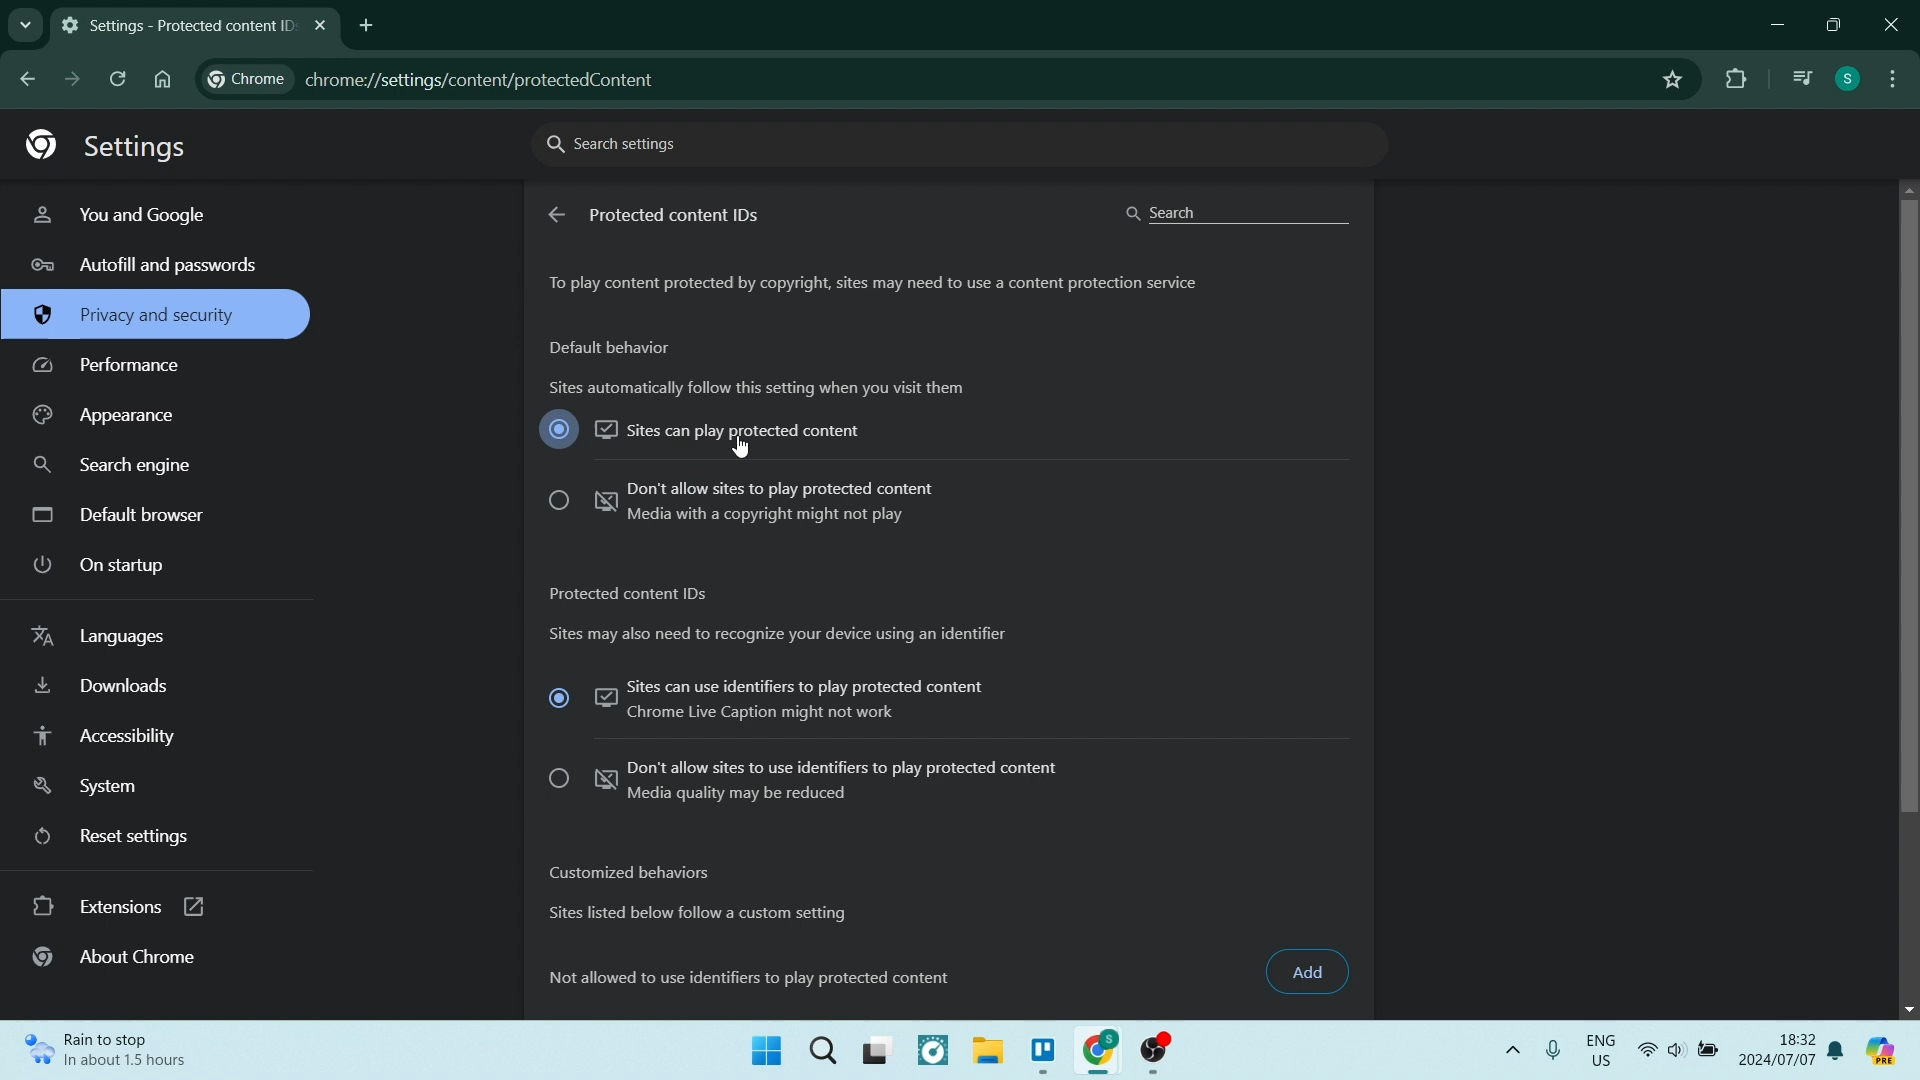 Settings - Protected content IDs
Chrome
chrome://settings/content/protectedContent
S
Settings
Search settings
You and Google
Autofill and passwords
Privacy and security
Performance
Appearance
Search engine
Default browser
On startup
Languages
Downloads
Accessibility
System
Reset settings
Extensions
About Chrome
Protected content IDs
Search
To play content protected by copyright, sites may need to use a content protection service
Default behavior
Sites automatically follow this setting when you visit them
Sites can play protected content
Don't allow sites to play protected content
Media with a copyright might not play
Protected content IDs
Sites may also need to recognize your device using an identifier
Sites can use identifiers to play protected content
Chrome Live Caption might not work
Don't allow sites to use identifiers to play protected content
Media quality may be reduced
Customized behaviors
Sites listed below follow a custom setting
Not allowed to use identifiers to play protected content
Add
Rain to stop
In about 1.5 hours
S
ENG
US
18:32
2024/07/07
PRE